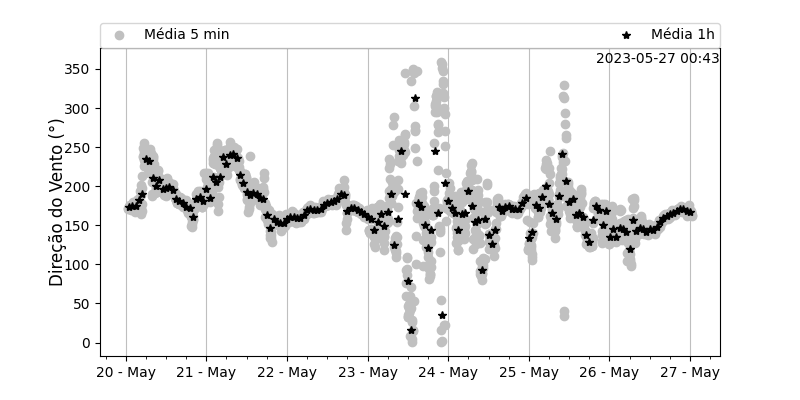 Média 5 min
Média 1h
2023-05-27 00:43
Direção do Vento (°)
350
300
250
200
150
100
50
0
20 - May
21 - May
22 - May
23 - May
24 - May
25 - May
26 - May
27 - May